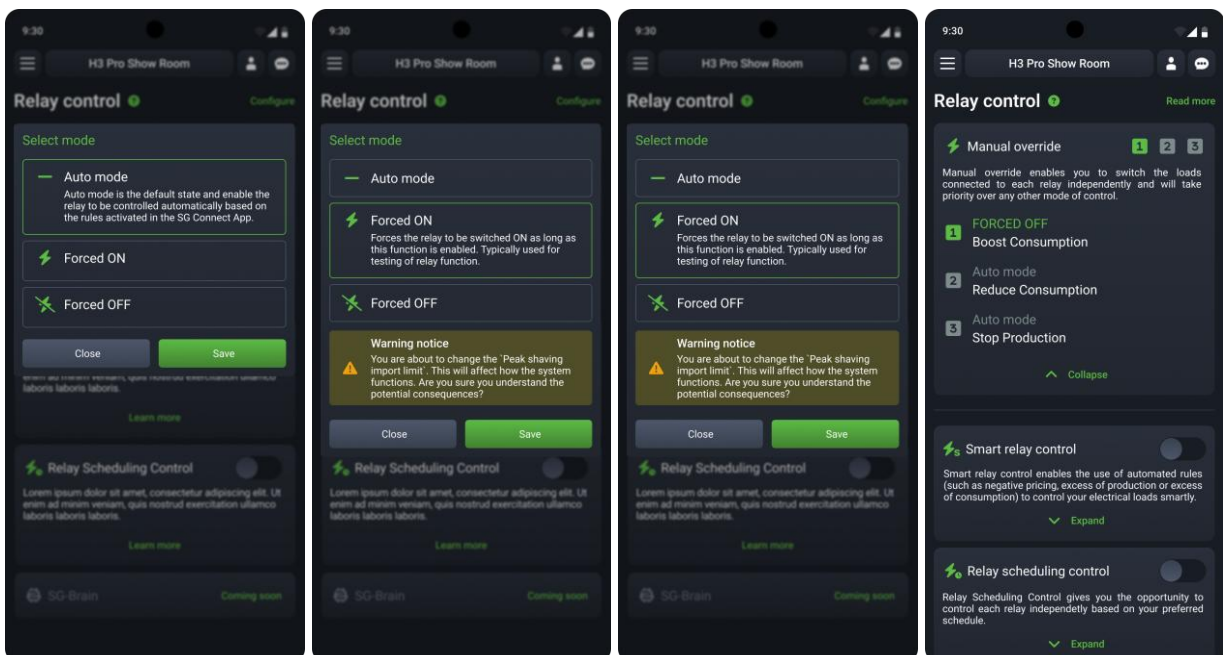 9:30
H3 Pro Show Room
Relay control
Configure
Select mode
Auto mode
Auto mode is the default state and enable the
relay to be controlled automatically based on
the rules activated in the SG Connect App.
Forced ON
Forced OFF
Close
Save
enim ad minim veniam, quis nostrud exercitation ullamco
laboris laboris laboris.
Learn more
Relay Scheduling Control
Lorem ipsum dolor sit amet, consectetur adipiscing elit. Ut
enim ad minim veniam, quis nostrud exercitation ullamco
laboris laboris laboris.
Learn more
SG-Brain
Coming soon
9:30
H3 Pro Show Room
Relay control
Configure
Select mode
Auto mode
Forced ON
Forces the relay to be switched ON as long as
this function is enabled. Typically used for
testing of relay function.
Forced OFF
Warning notice
You are about to change the `Peak shaving
import limit`. This will affect how the system
functions. Are you sure you understand the
potential consequences?
Close
Save
Relay Scheduling Control
Lorem ipsum dolor sit amet, consectetur adipiscing elit. Ut
enim ad minim veniam, quis nostrud exercitation ullamco
laboris laboris laboris.
Learn more
SG-Brain
Coming soon
9:30
H3 Pro Show Room
Relay control
Configure
Select mode
Auto mode
Forced ON
Forces the relay to be switched ON as long as
this function is enabled. Typically used for
testing of relay function.
Forced OFF
Warning notice
You are about to change the `Peak shaving
import limit`. This will affect how the system
functions. Are you sure you understand the
potential consequences?
Close
Save
Relay Scheduling Control
Lorem ipsum dolor sit amet, consectetur adipiscing elit. Ut
enim ad minim veniam, quis nostrud exercitation ullamco
laboris laboris laboris.
Learn more
SG-Brain
Coming soon
9:30
H3 Pro Show Room
Relay control ?
Read more
Manual override 1 2 3
Manual override enables you to switch the loads
connected to each relay independently and will take
priority over any other mode of control.
FORCED OFF
1 Boost Consumption
Auto mode
2 Reduce Consumption
Auto mode
3 Stop Production
Collapse
Smart relay control
Smart relay control enables the use of automated rules
(such as negative pricing, excess of production or excess
of consumption) to control your electrical loads smartly.
Expand
Relay scheduling control
Relay Scheduling Control gives you the opportunity to
control each relay independetly based on your preferred
schedule.
Expand